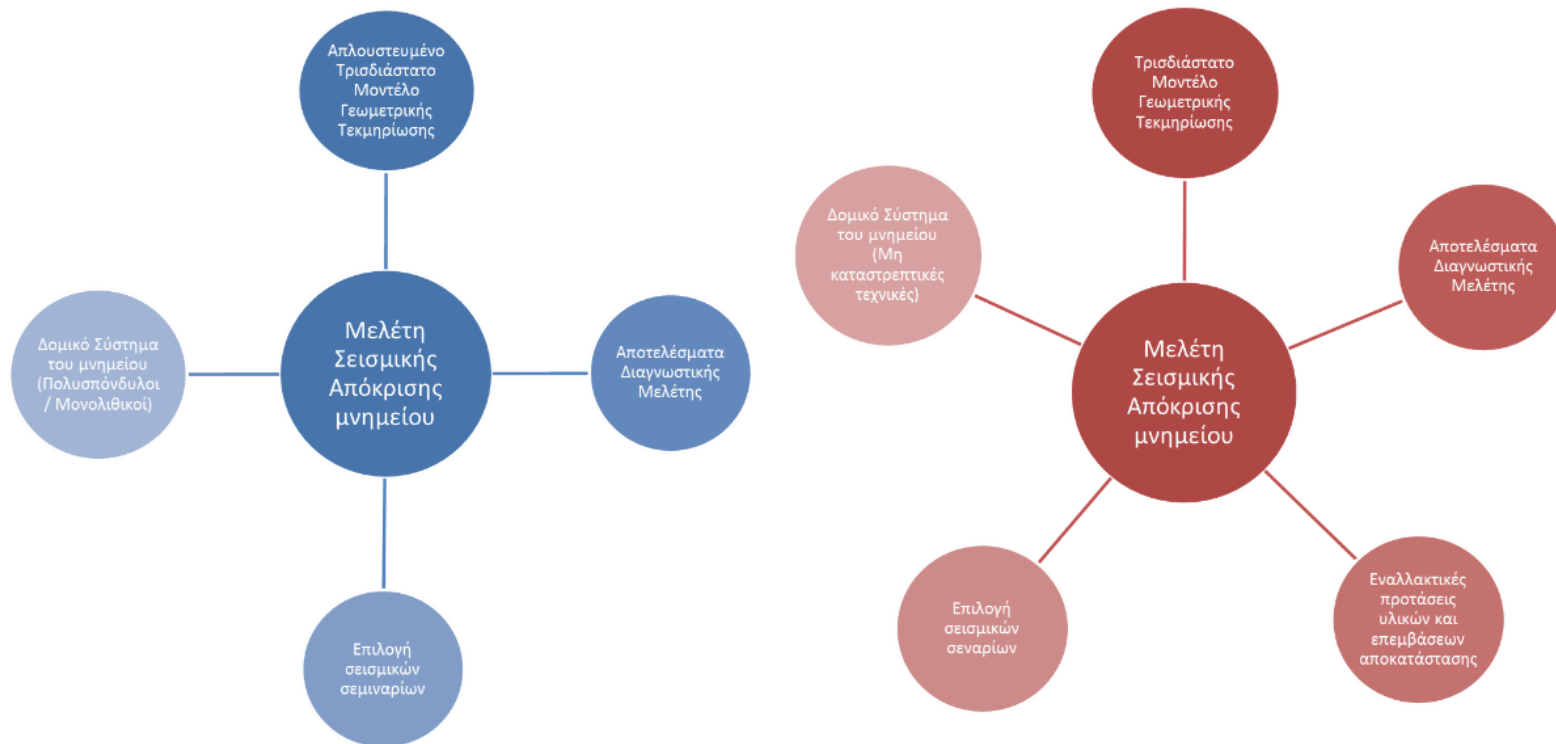 Απλουστευμένο
Τρισδιάστατο
Μοντέλο
Γεωμετρικής
Τεκμηρίωσης
Δομικό Σύστημα
του μνημείου
(Πολυσπόνδυλοι
/ Μονολιθικοί)
Μελέτη
Σεισμικής
Απόκρισης
μνημείου
Αποτελέσματα
Διαγνωστικής
Μελέτης
Επιλογή
σεισμικών
σεμιναρίων
Τρισδιάστατο
Μοντέλο
Γεωμετρικής
Τεκμηρίωσης
Δομικό Σύστημα
του μνημείου
(Μη
καταστρεπτικές
τεχνικές)
Αποτελέσματα
Διαγνωστικής
Μελέτης
Μελέτη
Σεισμικής
Απόκρισης
μνημείου
Επιλογή
σεισμικών
σεναρίων
Εναλλακτικές
προτάσεις
υλικών και
επεμβάσεων
αποκατάστασης